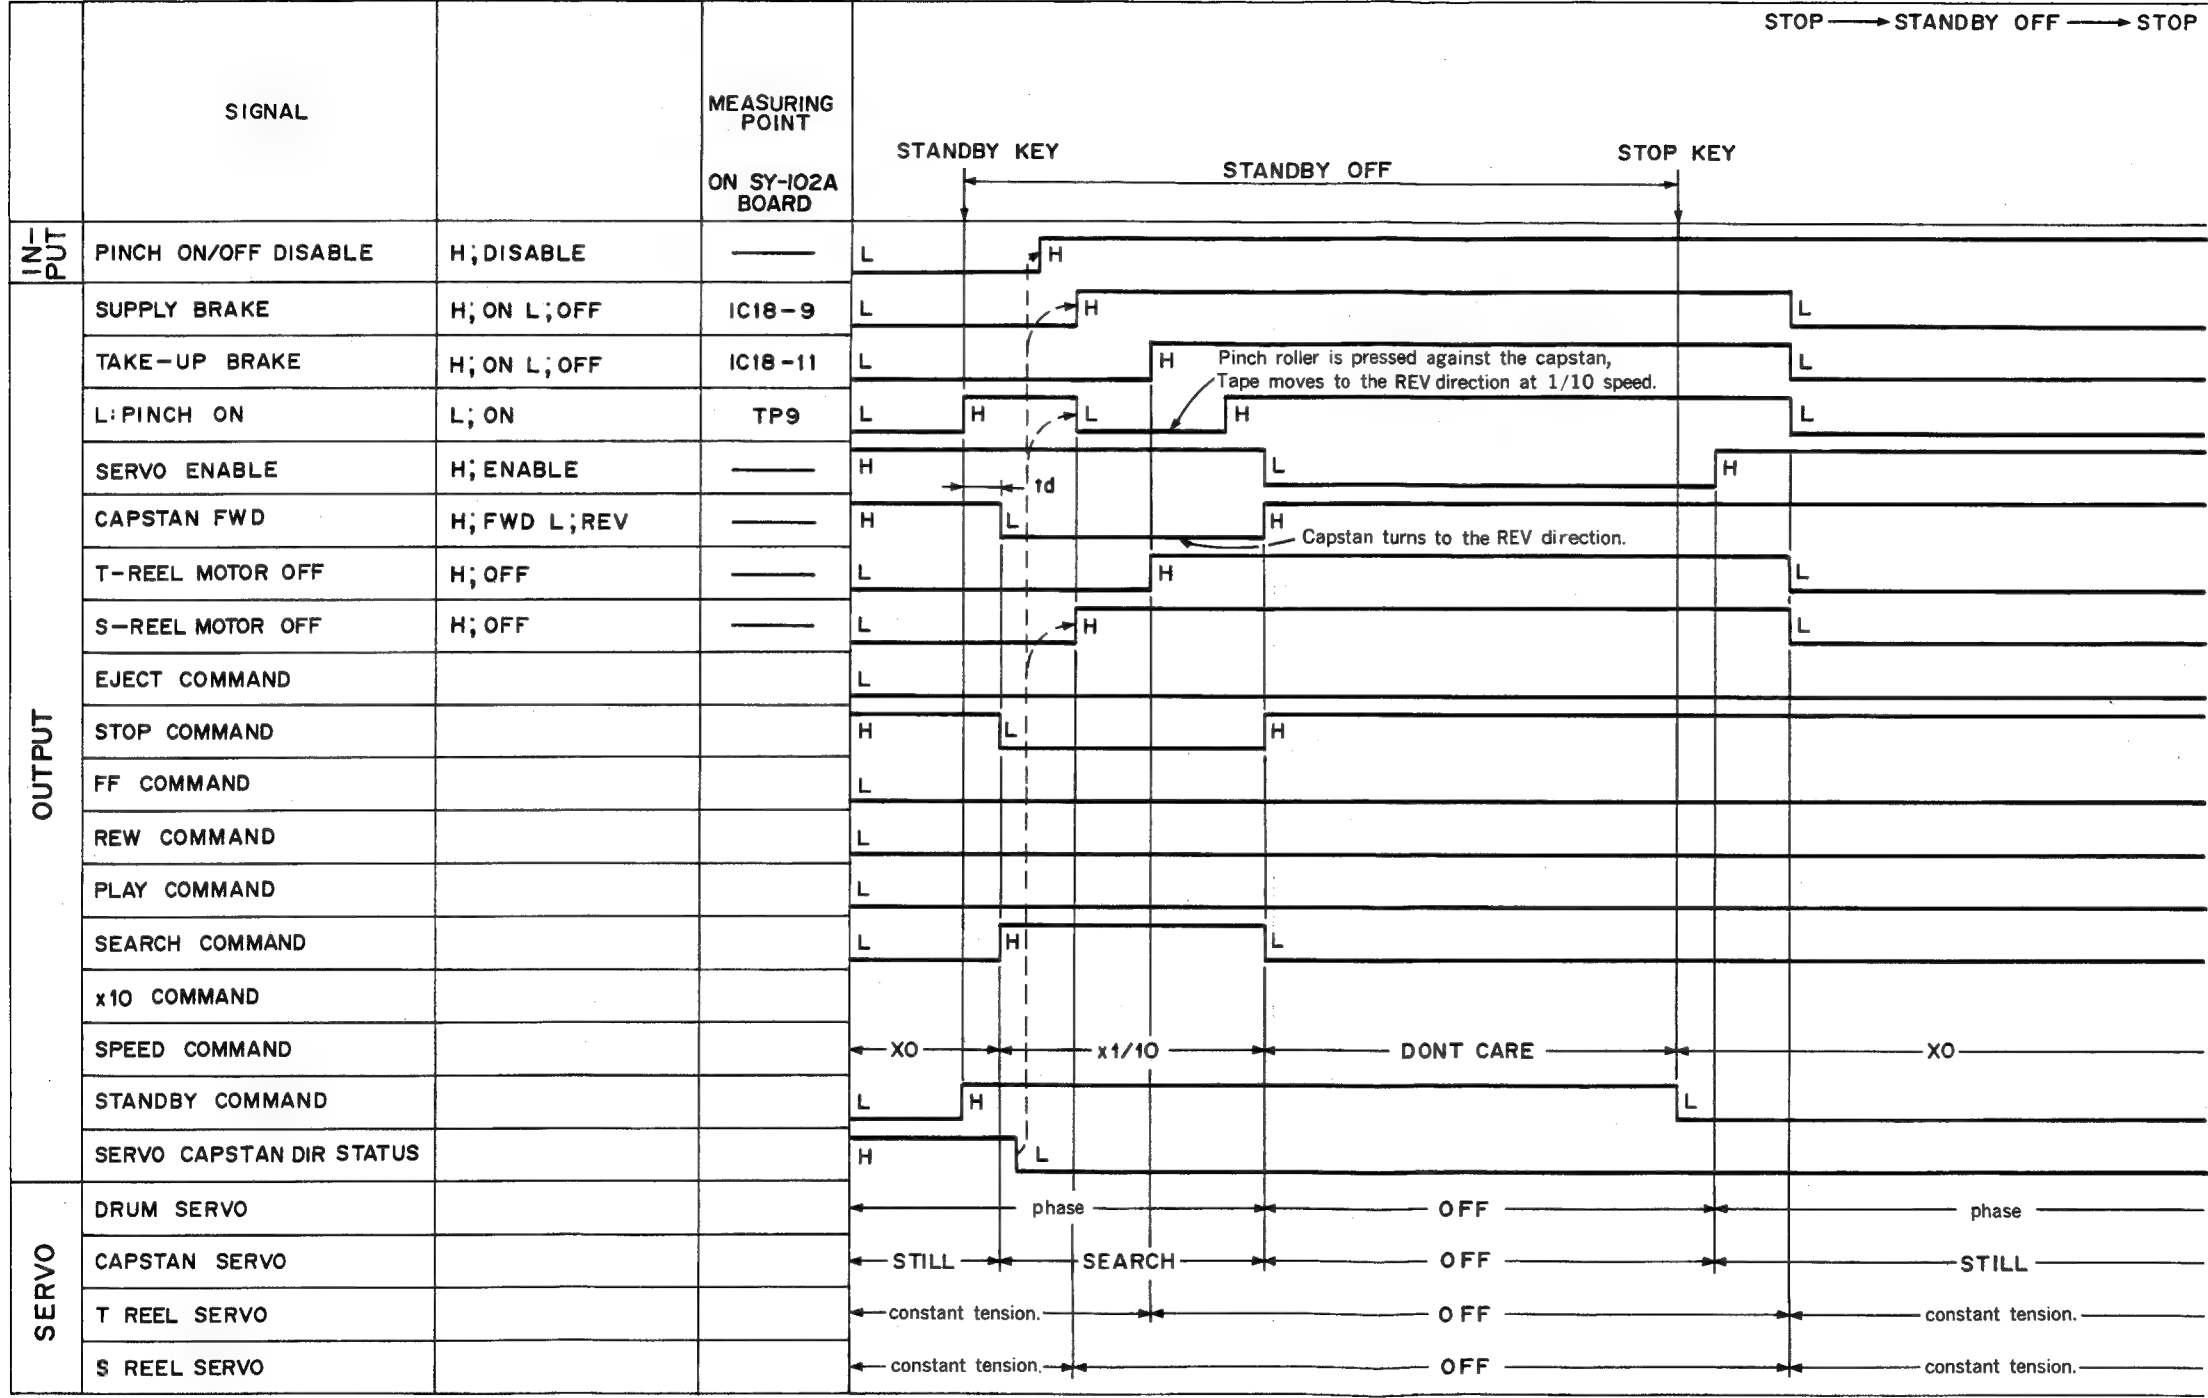 STOP → STANDBY OFF → STOP
SIGNAL
MEASURING
POINT
ON SY-102A
BOARD
STANDBY KEY
STANDBY OFF
STOP KEY
IN-
PUT
PINCH ON/OFF DISABLE H; DISABLE L H
OUTPUT
SUPPLY BRAKE H; ON L; OFF IC18-9 L H L
TAKE-UP BRAKE H; ON L; OFF IC18-11 L H L
Pinch roller is pressed against the capstan,
Tape moves to the REV direction at 1/10 speed.
L: PINCH ON L; ON TP9 L H L H L
SERVO ENABLE H; ENABLE H L H
td
CAPSTAN FWD H; FWD L; REV H L H
Capstan turns to the REV direction.
T-REEL MOTOR OFF H; OFF L H L
S-REEL MOTOR OFF H; OFF L H L
EJECT COMMAND L
STOP COMMAND H L H
FF COMMAND L
REW COMMAND L
PLAY COMMAND L
SEARCH COMMAND L H L
x10 COMMAND
SPEED COMMAND X0 x1/10 DONT CARE X0
STANDBY COMMAND L H L
SERVO CAPSTAN DIR STATUS H L
SERVO
DRUM SERVO phase OFF phase
CAPSTAN SERVO STILL SEARCH OFF STILL
T REEL SERVO constant tension. OFF constant tension.
S REEL SERVO constant tension. OFF constant tension.